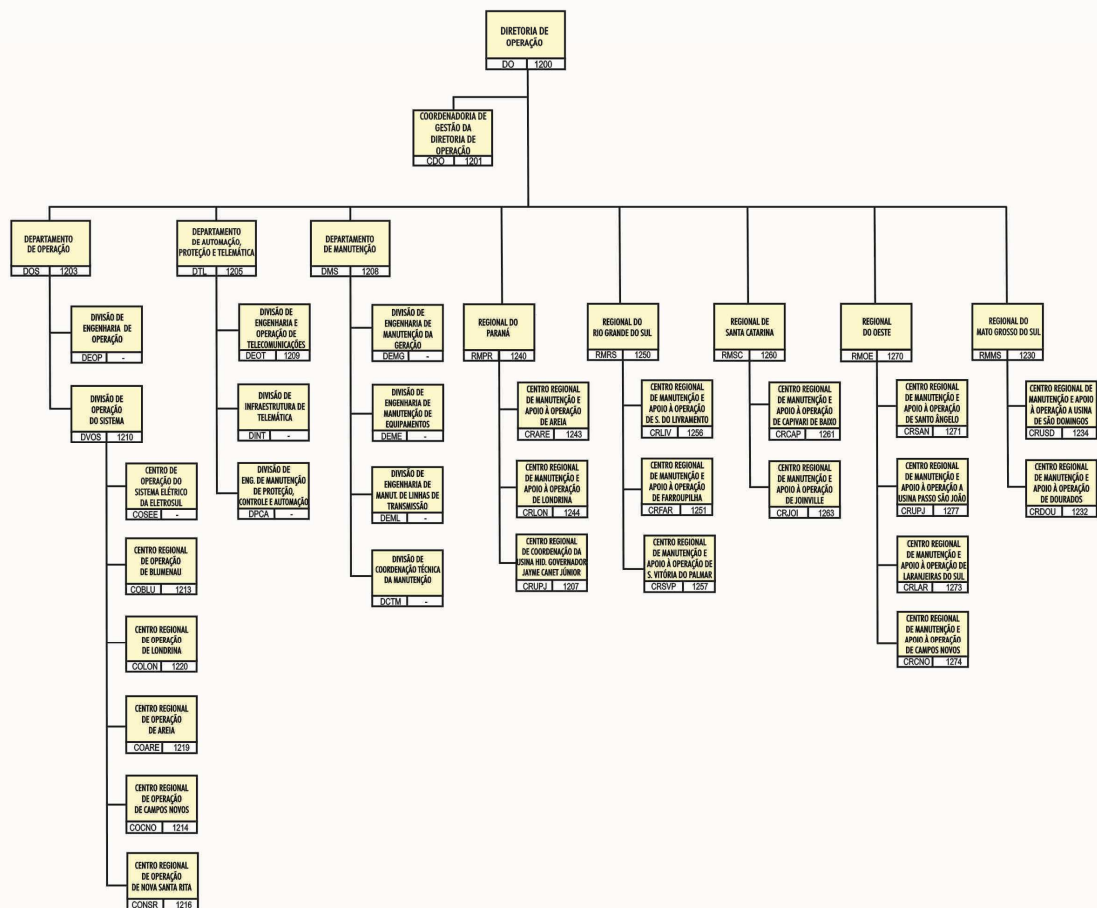 DIRETORIA DE
OPERAÇÃO
DO 1200
COORDENADORIA DE
GESTÃO DA
DIRETORIA DE
OPERAÇÃO
CDO 1201
DEPARTAMENTO
DE OPERAÇÃO
DOS 1203
DIVISÃO DE
ENGENHARIA DE
OPERAÇÃO
DEOP -
DIVISÃO DE
OPERAÇÃO
DO SISTEMA
DVOS 1210
CENTRO DE
OPERAÇÃO DO
SISTEMA ELÉTRICO
DA ELETROSUL
COSEE -
CENTRO REGIONAL
DE OPERAÇÃO
DE BLUMENAU
COBLU 1213
CENTRO REGIONAL
DE OPERAÇÃO
DE LONDRINA
COLON 1220
CENTRO REGIONAL
DE OPERAÇÃO
DE AREIA
COARE 1219
CENTRO REGIONAL
DE OPERAÇÃO
DE CAMPOS NOVOS
COCNO 1214
CENTRO REGIONAL
DE OPERAÇÃO
DE NOVA SANTA RITA
CONSR 1216
DEPARTAMENTO
DE AUTOMAÇÃO,
PROTEÇÃO E TELEMÁTICA
DTL 1205
DIVISÃO DE
ENGENHARIA E
OPERAÇÃO DE
TELECOMUNICAÇÕES
DEOT 1209
DIVISÃO DE
INFRAESTRUTURA DE
TELEMÁTICA
DINT -
DIVISÃO DE
ENG. DE MANUTENÇÃO
DE PROTEÇÃO,
CONTROLE E AUTOMAÇÃO
DPCA -
DEPARTAMENTO
DE MANUTENÇÃO
DMS 1208
DIVISÃO DE
ENGENHARIA DE
MANUTENÇÃO DA
GERAÇÃO
DEMG -
DIVISÃO DE
ENGENHARIA DE
MANUTENÇÃO DE
EQUIPAMENTOS
DEME -
DIVISÃO DE
ENGENHARIA DE
MANUT. DE LINHAS DE
TRANSMISSÃO
DEML -
DIVISÃO DE
COORDENAÇÃO TÉCNICA
DA MANUTENÇÃO
DCTM -
REGIONAL DO
PARANÁ
RMPR 1240
CENTRO REGIONAL
DE MANUTENÇÃO E
APOIO À OPERAÇÃO
DE AREIA
CRARE 1243
CENTRO REGIONAL
DE MANUTENÇÃO E
APOIO À OPERAÇÃO
DE LONDRINA
CRLON 1244
CENTRO REGIONAL
DE COORDENAÇÃO DA
USINA HID. GOVERNADOR
JAYME CANET JÚNIOR
CRUPJ 1207
REGIONAL DO
RIO GRANDE DO SUL
RMRS 1250
CENTRO REGIONAL
DE MANUTENÇÃO E
APOIO À OPERAÇÃO
DE S. DO LIVRAMENTO
CRLIV 1256
CENTRO REGIONAL
DE MANUTENÇÃO E
APOIO À OPERAÇÃO
DE FARROUPILHA
CRFAR 1251
CENTRO REGIONAL
DE MANUTENÇÃO E
APOIO À OPERAÇÃO DE
S. VITÓRIA DO PALMAR
CRSVP 1257
REGIONAL DE
SANTA CATARINA
RMSC 1260
CENTRO REGIONAL
DE MANUTENÇÃO E
APOIO À OPERAÇÃO
DE CAPIVARI DE BAIXO
CRCAP 1261
CENTRO REGIONAL
DE MANUTENÇÃO E
APOIO À OPERAÇÃO
DE JOINVILLE
CRJOI 1263
REGIONAL
DO OESTE
RMOE 1270
CENTRO REGIONAL
DE MANUTENÇÃO E
APOIO À OPERAÇÃO
DE SANTO ÂNGELO
CRSAN 1271
CENTRO REGIONAL
DE MANUTENÇÃO E
APOIO À OPERAÇÃO A
USINA PASSO SÃO JOÃO
CRUPJ 1277
CENTRO REGIONAL
DE MANUTENÇÃO E
APOIO À OPERAÇÃO DE
LARANJEIRAS DO SUL
CRLAR 1273
CENTRO REGIONAL
DE MANUTENÇÃO E
APOIO À OPERAÇÃO
DE CAMPOS NOVOS
CRCNO 1274
REGIONAL DO
MATO GROSSO DO SUL
RMMS 1230
CENTRO REGIONAL DE
MANUTENÇÃO E APOIO
À OPERAÇÃO A USINA
DE SÃO DOMINGOS
CRUSD 1234
CENTRO REGIONAL
DE MANUTENÇÃO E
APOIO À OPERAÇÃO
DE DOURADOS
CRDOU 1232